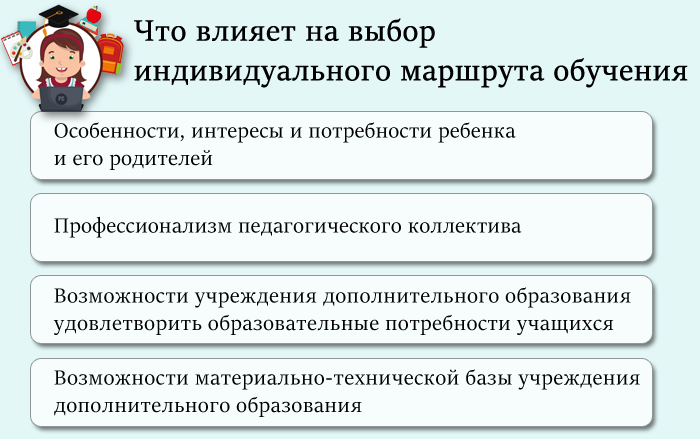 Что влияет на выбор
индивидуального маршрута обучения
Особенности, интересы и потребности ребенка
и его родителей
Профессионализм педагогического коллектива
Возможности учреждения дополнительного образования
удовлетворить образовательные потребности учащихся
Возможности материально-технической базы учреждения
дополнительного образования